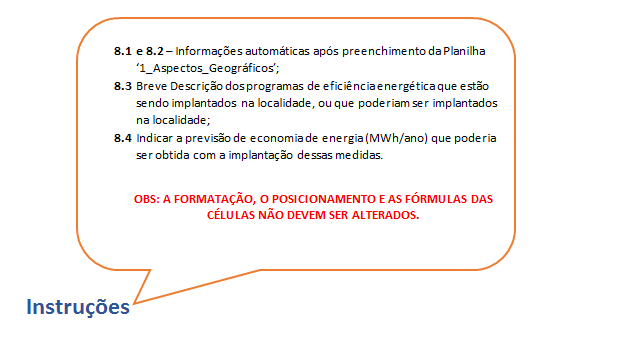 8.1 e 8.2 – Informações automáticas após preenchimento da Planilha
‘1_Aspectos_Geográficos’;
8.3 Breve Descrição dos programas de eficiência energética que estão
sendo implantados na localidade, ou que poderiam ser implantados
na localidade;
8.4 Indicar a previsão de economia de energia (MWh/ano) que poderia
ser obtida com a implantação dessas medidas.
OBS: A FORMATAÇÃO, O POSICIONAMENTO E AS FÓRMULAS DAS
CÉLULAS NÃO DEVEM SER ALTERADOS.
Instruções